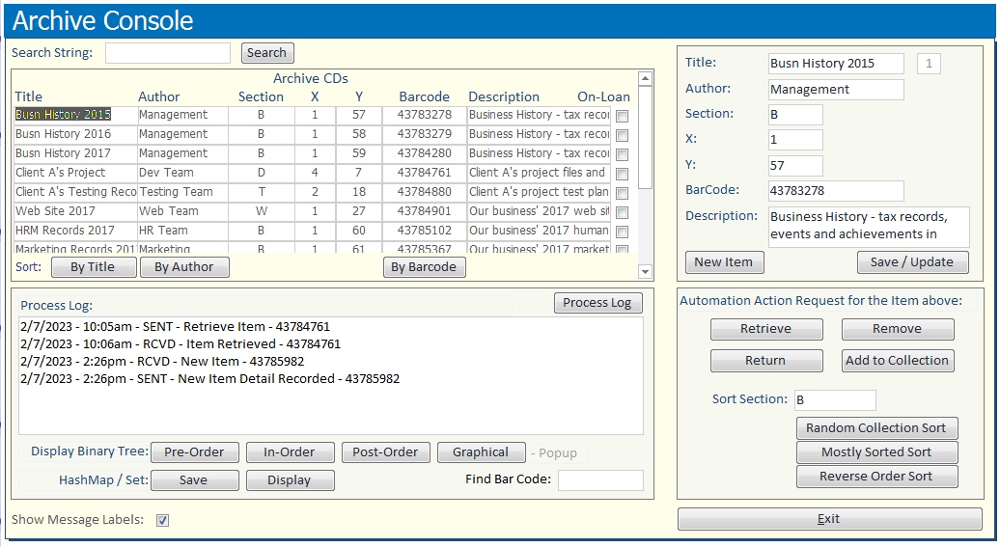 Archive Console
Search String: Search
Archive CDs
Title Author Section X Y Barcode Description On-Loan
Busn History 2015 Management B 1 57 43783278 Business History - tax recor
Busn History 2016 Management B 1 58 43783279 Business History - tax recor
Busn History 2017 Management B 1 59 43784280 Business History - tax recor
Client A's Project Dev Team D 4 7 43784761 Client A's project files and
Client A's Testing Reco Testing Team T 2 18 43784880 Client A's project test plan
Web Site 2017 Web Team W 1 27 43784901 Our business' 2017 web sit
HRM Records 2017 HR Team B 1 60 43785102 Our business' 2017 human
Marketing Records 201 Marketing B 1 61 43785367 Our business' 2017 market
Sort: By Title By Author By Barcode
Title: Busn History 2015 1
Author: Management
Section: B
X: 1
Y: 57
BarCode: 43783278
Description: Business History - tax records,
events and achievements in
New Item Save / Update
Process Log: Process Log
2/7/2023 - 10:05am - SENT - Retrieve Item - 43784761
2/7/2023 - 10:06am - RCVD - Item Retrieved - 43784761
2/7/2023 - 2:26pm - RCVD - New Item - 43785982
2/7/2023 - 2:26pm - SENT - New Item Detail Recorded - 43785982
Display Binary Tree: Pre-Order In-Order Post-Order Graphical - Popup
HashMap / Set: Save Display Find Bar Code:
Automation Action Request for the Item above:
Retrieve Remove
Return Add to Collection
Sort Section: B
Random Collection Sort
Mostly Sorted Sort
Reverse Order Sort
Show Message Labels:
Exit